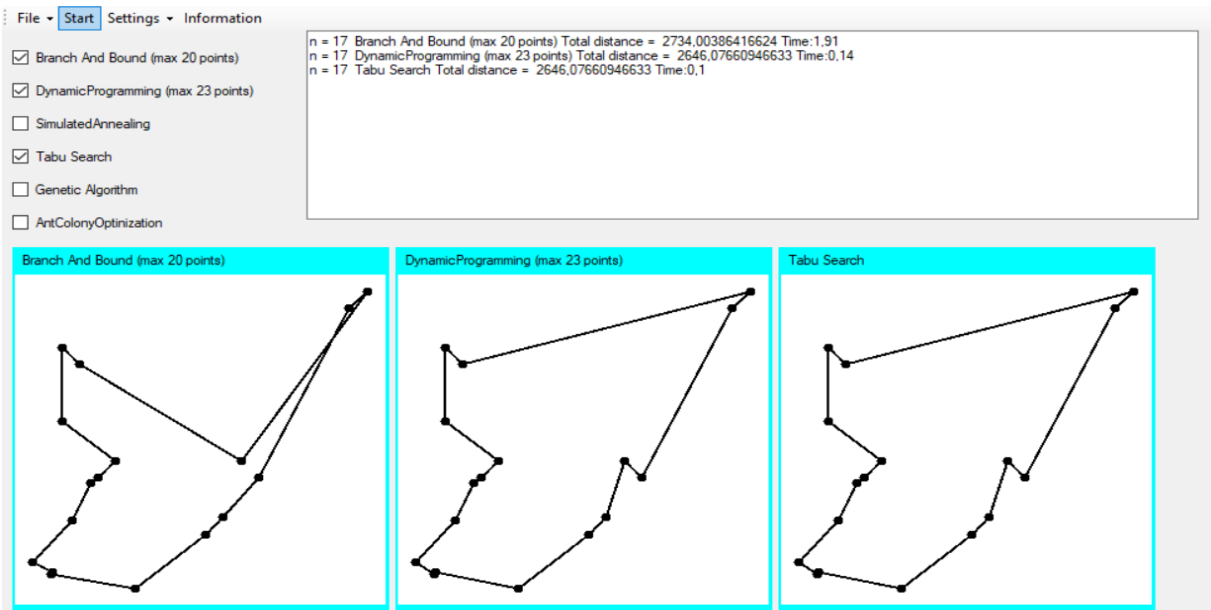 File Start Settings Information
Branch And Bound (max 20 points)
DynamicProgramming (max 23 points)
SimulatedAnnealing
Tabu Search
Genetic Algorithm
AntColonyOptinization
n = 17 Branch And Bound (max 20 points) Total distance = 2734,00386416624 Time:1,91
n = 17 DynamicProgramming (max 23 points) Total distance = 2646,07660946633 Time:0,14
n = 17 Tabu Search Total distance = 2646,07660946633 Time:0,1
Branch And Bound (max 20 points)
DynamicProgramming (max 23 points)
Tabu Search